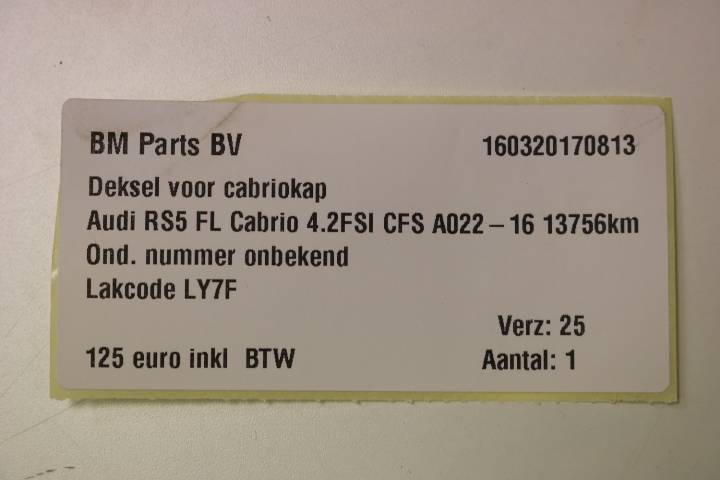 BM Parts BV 160320170813
Deksel voor cabriokap
Audi RS5 FL Cabrio 4.2FSI CFS A022 – 16 13756km
Ond. nummer onbekend
Lakcode LY7F
Verz: 25
125 euro inkl BTW Aantal: 1